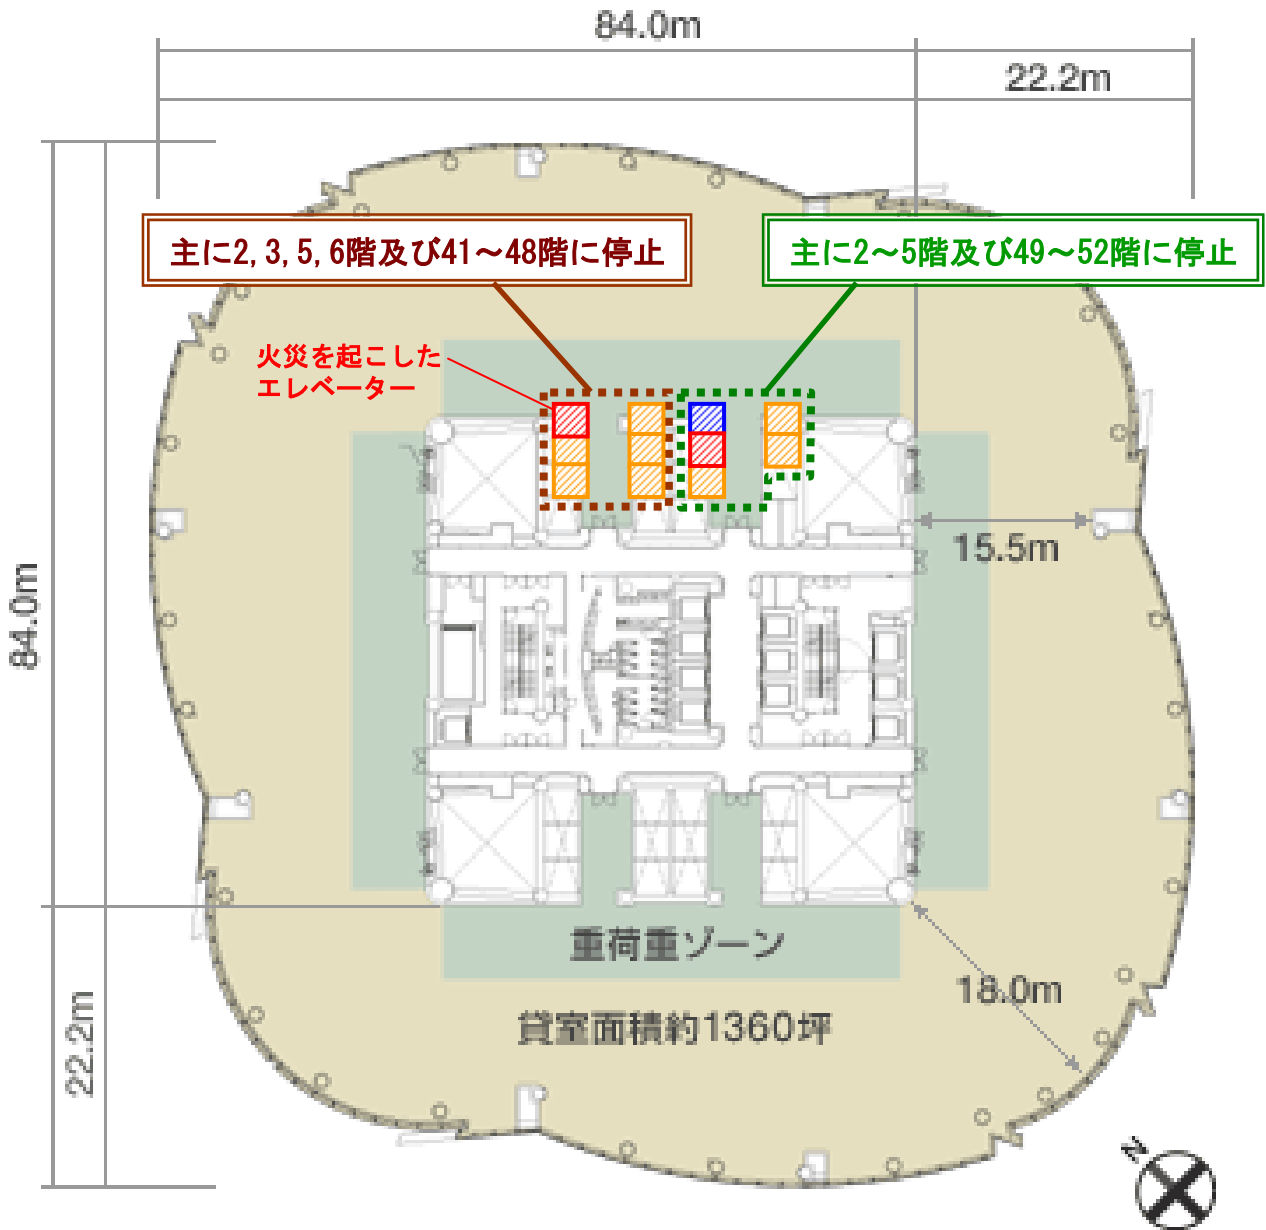 84.0m
22.2m
主に2,3,5,6階及び41～48階に停止
主に2～5階及び49～52階に停止
火災を起こした
エレベーター
15.5m
84.0m
重荷重ゾーン
18.0m
貸室面積約1360坪
22.2m
N